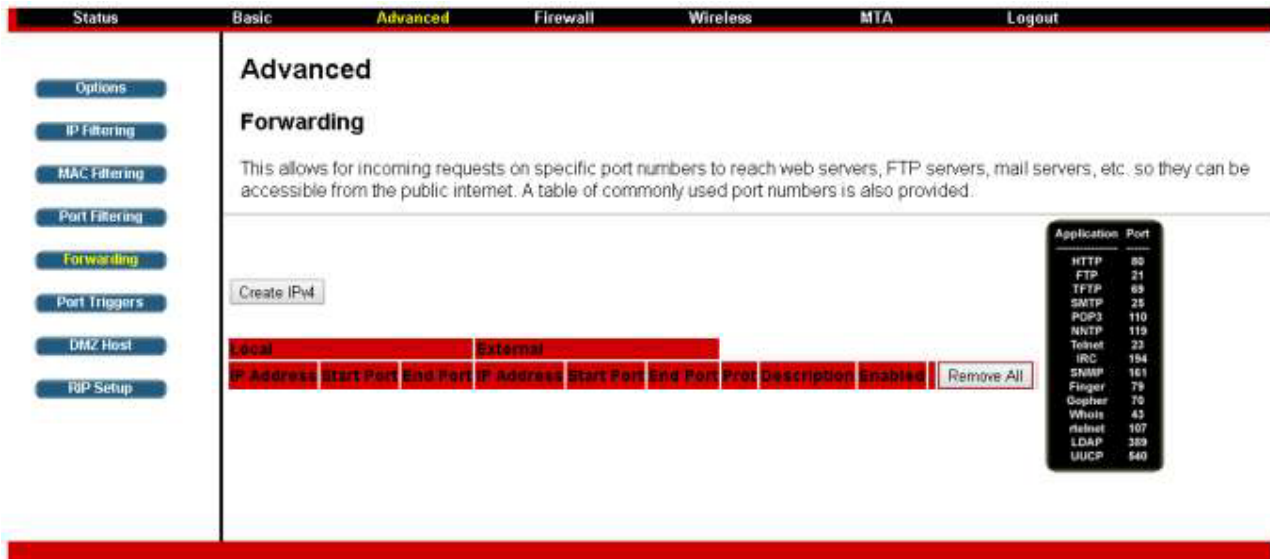 Status Basic Advanced Firewall Wireless MTA Logout
Options
IP Filtering
MAC Filtering
Port Filtering
Forwarding
Port Triggers
DMZ Host
RIP Setup
Advanced
Forwarding
This allows for incoming requests on specific port numbers to reach web servers, FTP servers, mail servers, etc. so they can be
accessible from the public internet. A table of commonly used port numbers is also provided.
Create IPv4
Local External
IP Address Start Port End Port IP Address Start Port End Port Prot Description Enabled Remove All
Application Port
HTTP 80
FTP 21
TFTP 69
SMTP 25
POP3 110
NNTP 119
Telnet 23
IRC 194
SNMP 161
Finger 79
Gopher 70
Whois 43
rtelnet 107
LDAP 389
UUCP 540